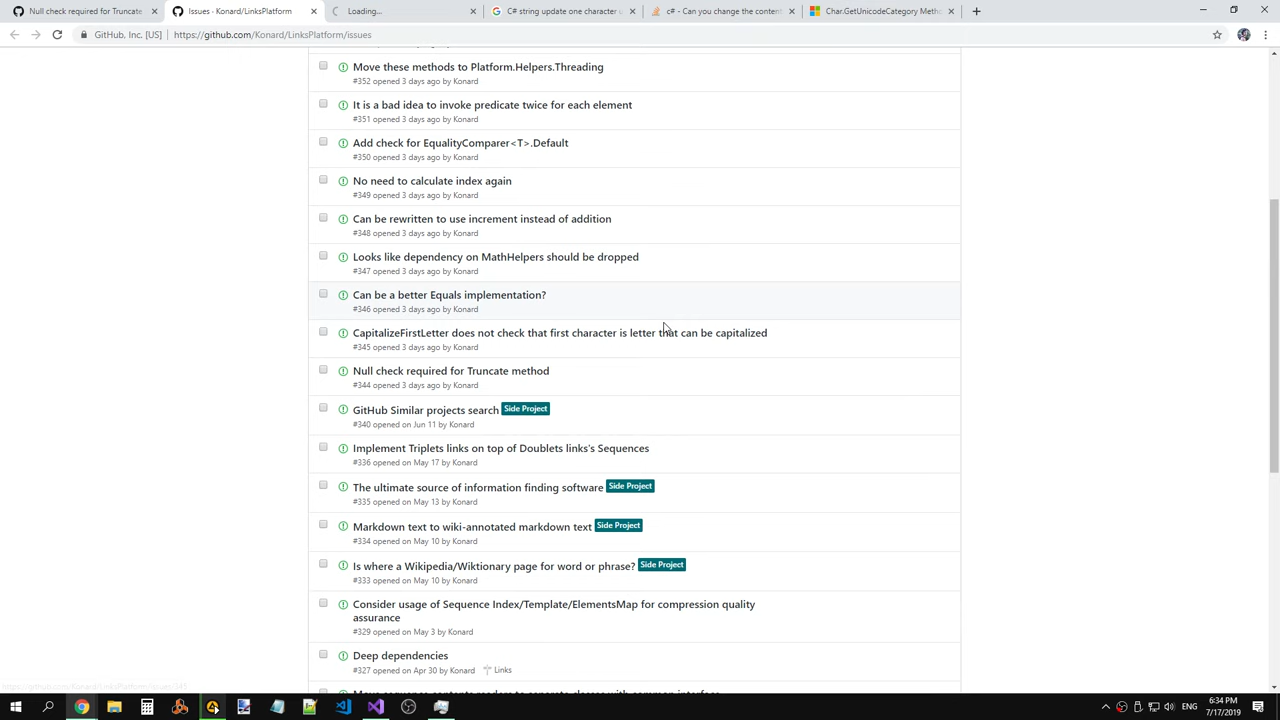 Null check required for Truncate
Issues · Konard/LinksPlatform
Loading...
C# string update one character u
c# - Can you change the content
Char.GetUnicodeCategory Metho
GitHub, Inc. [US]
https://github.com/Konard/LinksPlatform/issues
Move these methods to Platform.Helpers.Threading
#352 opened 3 days ago by Konard
It is a bad idea to invoke predicate twice for each element
#351 opened 3 days ago by Konard
Add check for EqualityComparer<T>.Default
#350 opened 3 days ago by Konard
No need to calculate index again
#349 opened 3 days ago by Konard
Can be rewritten to use increment instead of addition
#348 opened 3 days ago by Konard
Looks like dependency on MathHelpers should be dropped
#347 opened 3 days ago by Konard
Can be a better Equals implementation?
#346 opened 3 days ago by Konard
CapitalizeFirstLetter does not check that first character is letter that can be capitalized
#345 opened 3 days ago by Konard
Null check required for Truncate method
#344 opened 3 days ago by Konard
GitHub Similar projects search Side Project
#340 opened on Jun 11 by Konard
Implement Triplets links on top of Doublets links's Sequences
#336 opened on May 17 by Konard
The ultimate source of information finding software Side Project
#335 opened on May 13 by Konard
Markdown text to wiki-annotated markdown text Side Project
#334 opened on May 10 by Konard
Is where a Wikipedia/Wiktionary page for word or phrase? Side Project
#333 opened on May 10 by Konard
Consider usage of Sequence Index/Template/ElementsMap for compression quality
assurance
#329 opened on May 3 by Konard
Deep dependencies
#327 opened on Apr 30 by Konard Links
https://github.com/Konard/LinksPlatform/issues/345
6:34 PM
ENG
7/17/2019